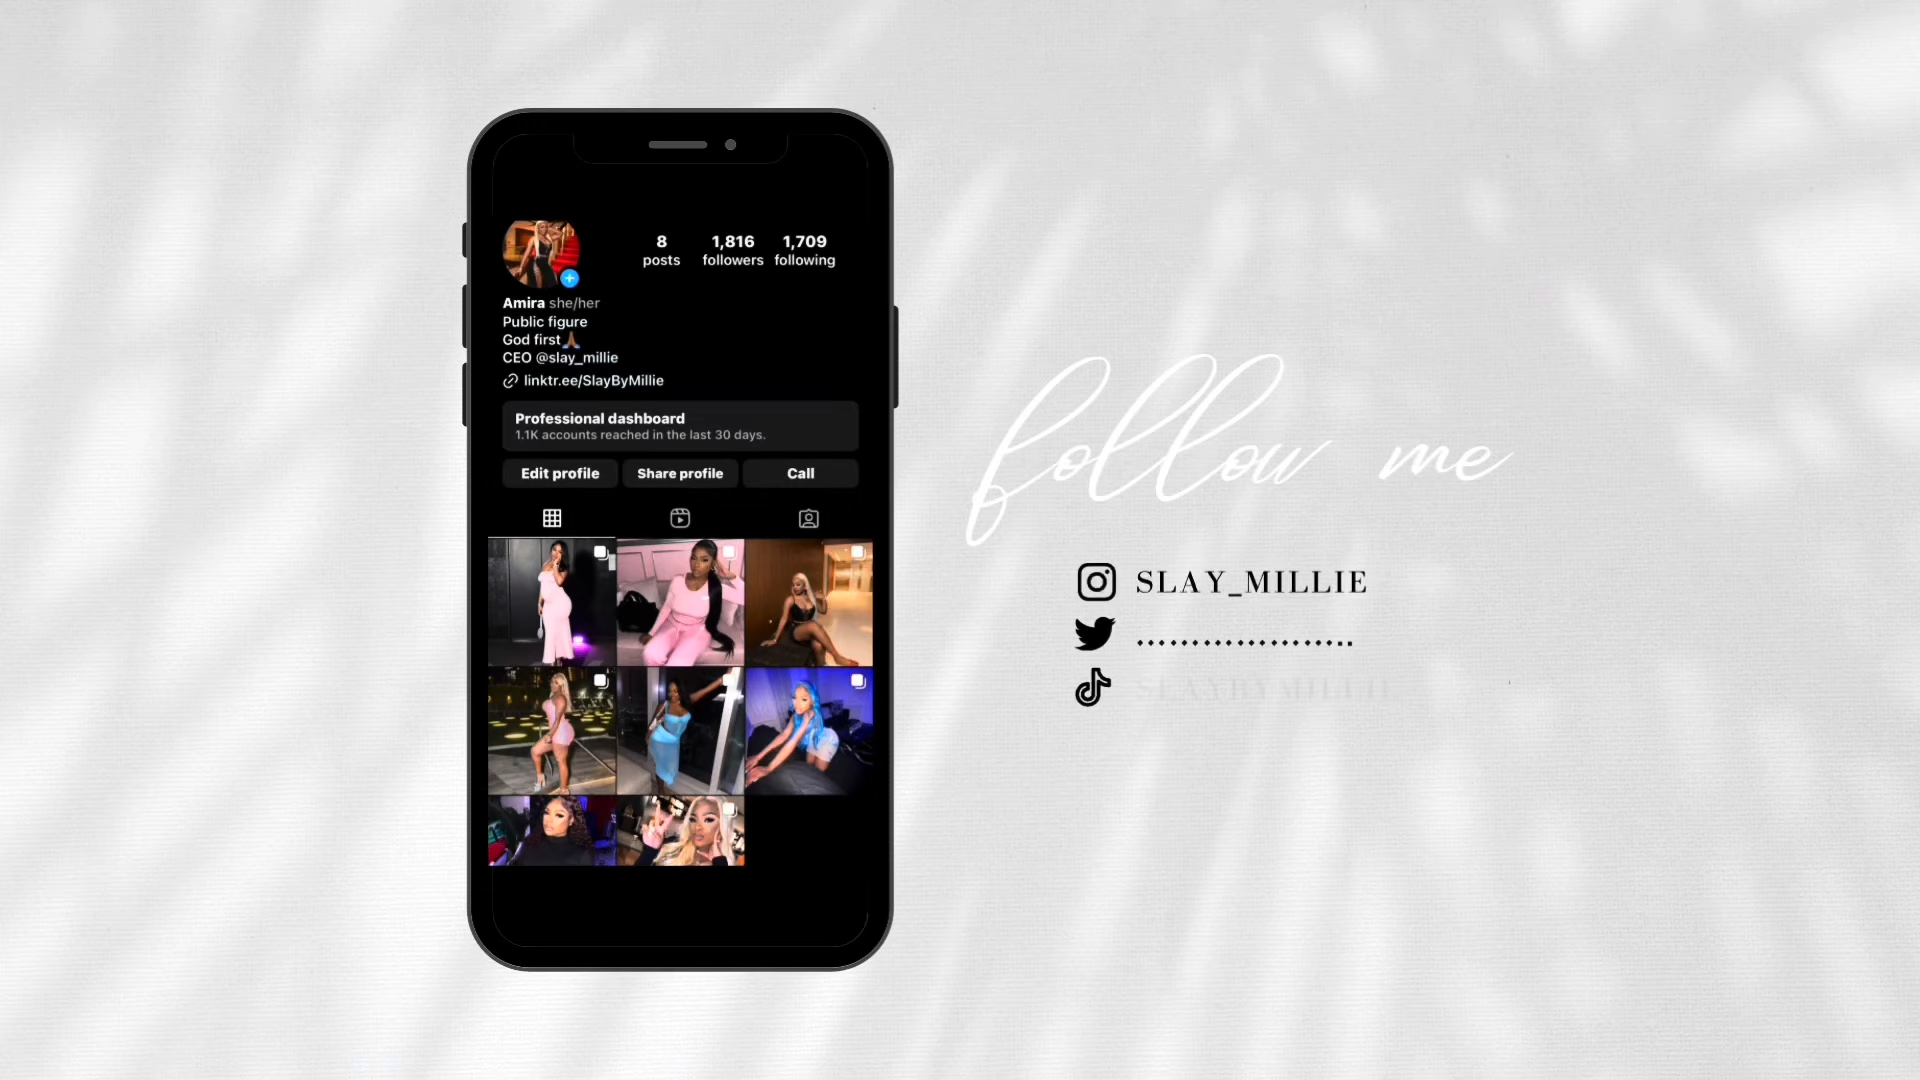 8 1,816 1,709
posts followers following
Amira she/her
Public figure
God first🙏🏾
CEO @slay_millie
linktr.ee/SlayByMillie
Professional dashboard
1.1K accounts reached in the last 30 days.
Edit profile Share profile Call
follow me
SLAY_MILLIE
...................
SLAYBYMILLIE